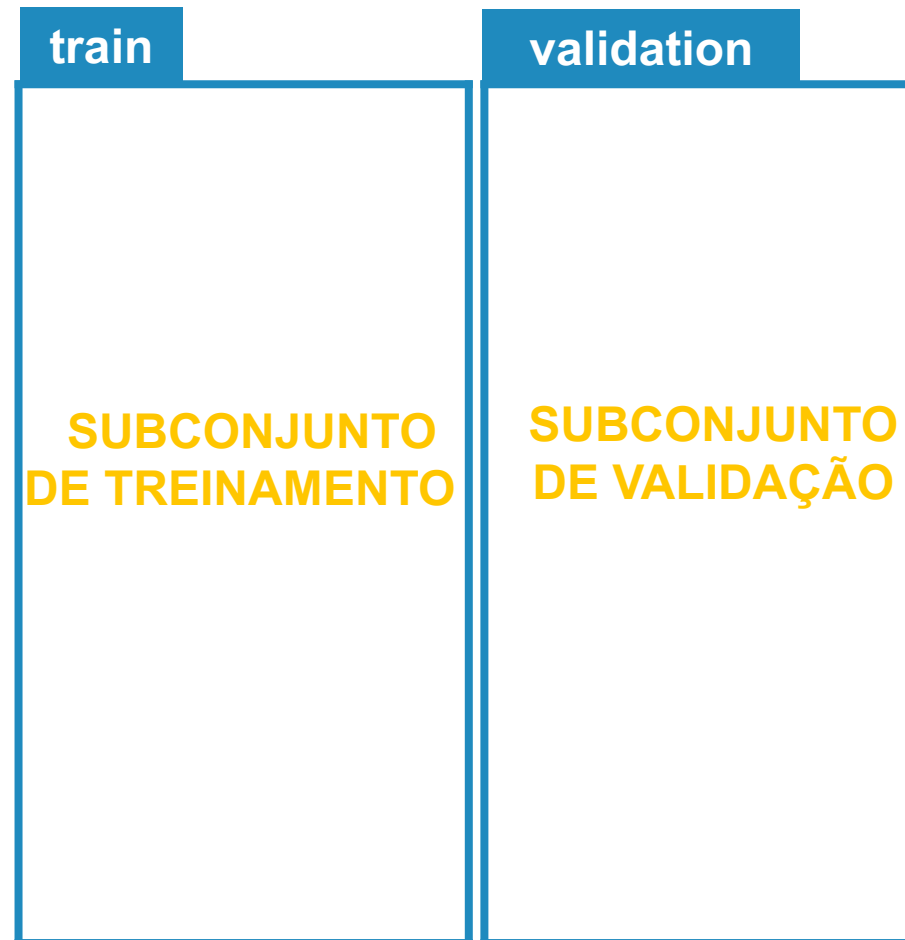 train
validation
SUBCONJUNTO
DE TREINAMENTO
SUBCONJUNTO
DE VALIDAÇÃO